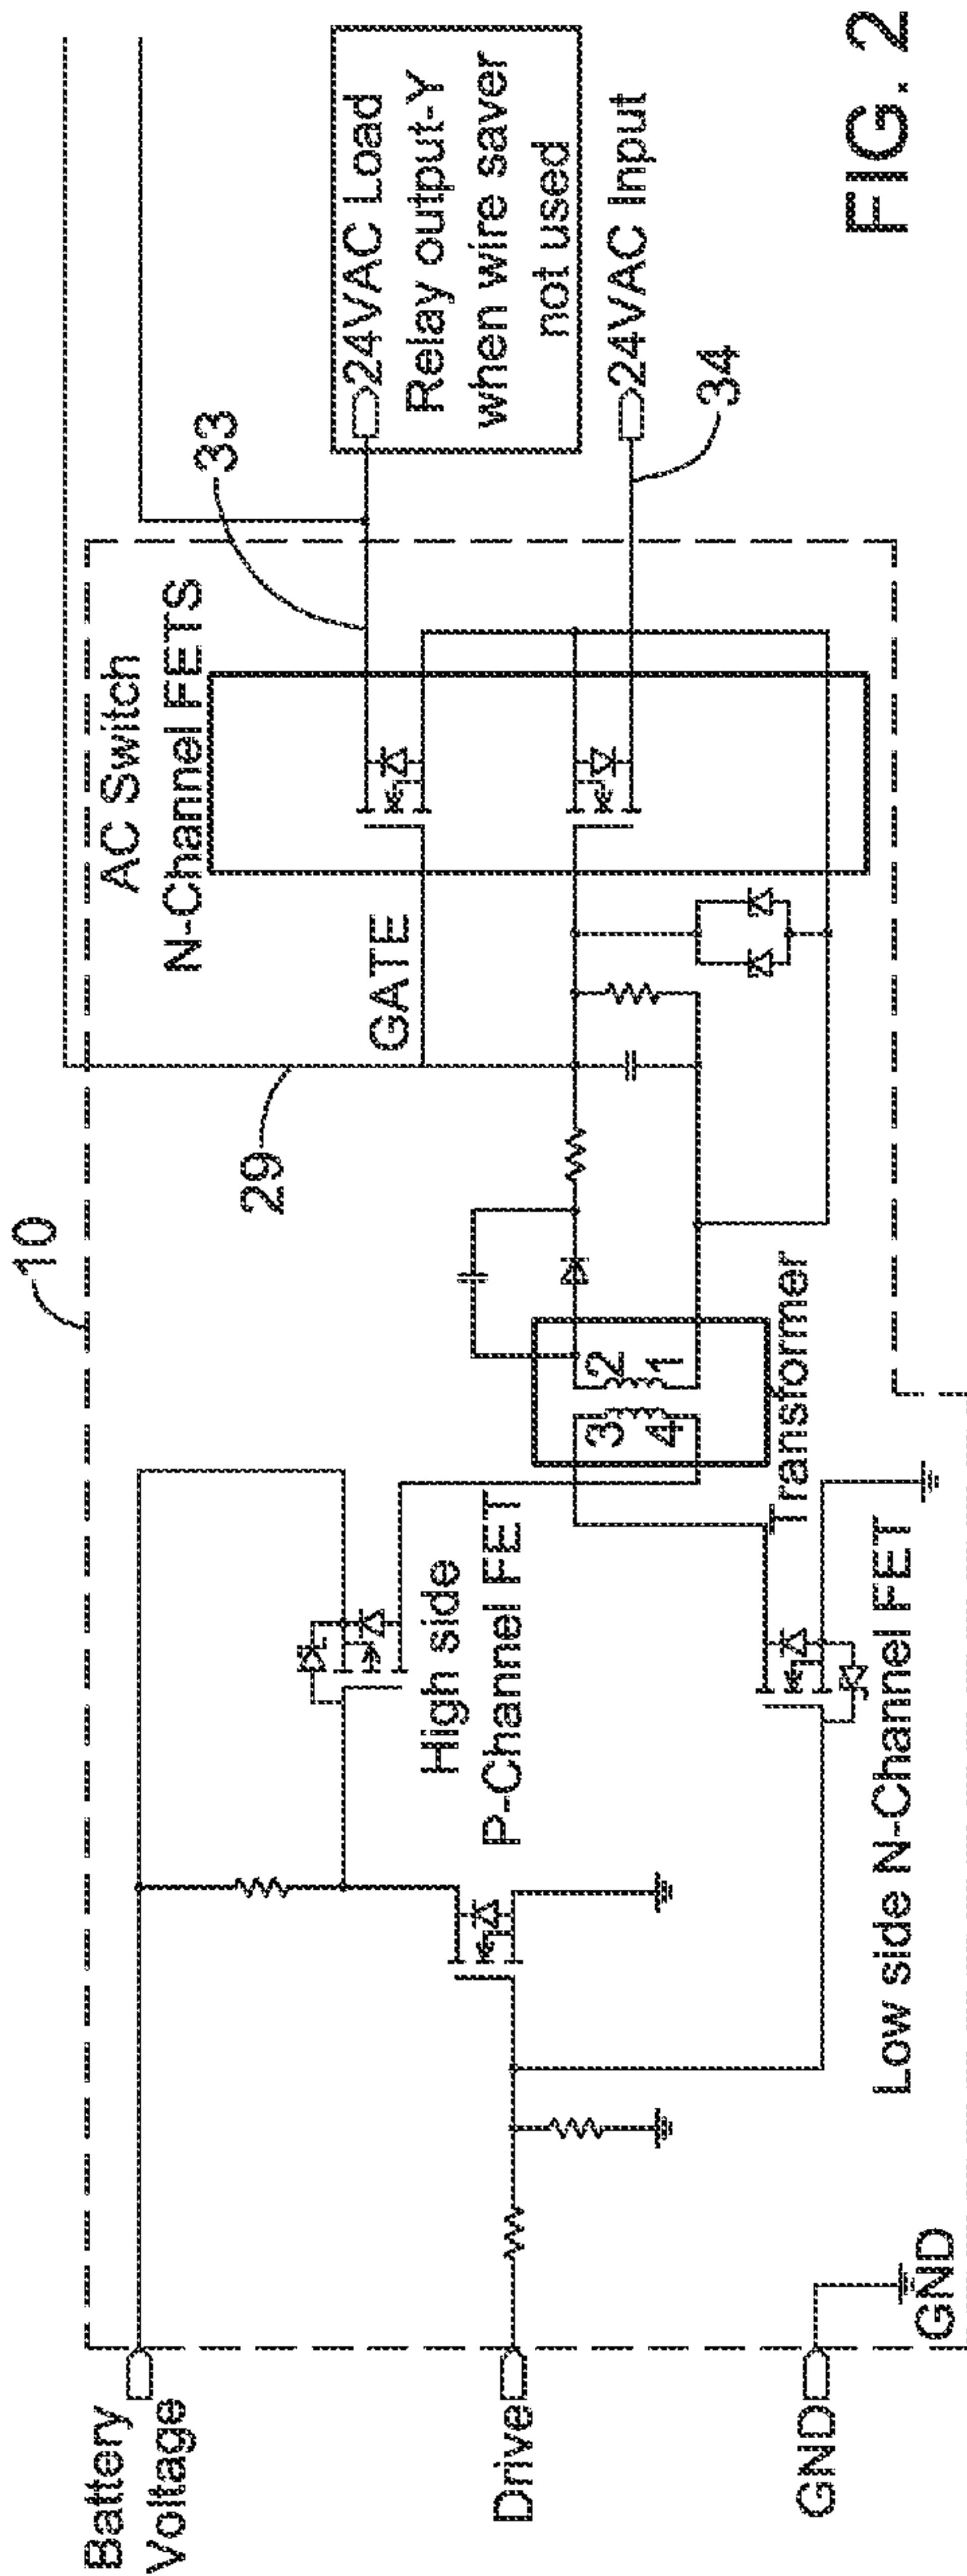 10
Battery
Voltage
AC Switch
N-Channel FETS
29
33
GATE
24VAC Load
Relay output-Y
when wire saver
not used
24VAC Input
34
High side
P-Channel FET
3
4
2
1
Transformer
Drive
Low side N-Channel FET
GND
GND
FIG. 2